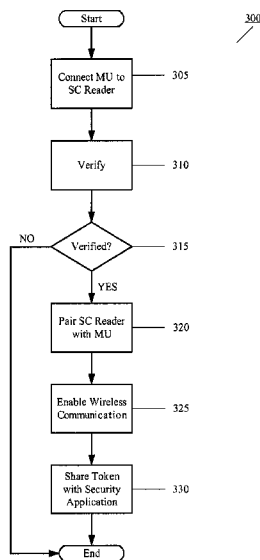 Start
300
Connect MU to
SC Reader
305
Verify
310
NO
Verified?
315
YES
Pair SC Reader
with MU
320
Enable Wireless
Communication
325
Share Token
with Security
Application
330
End